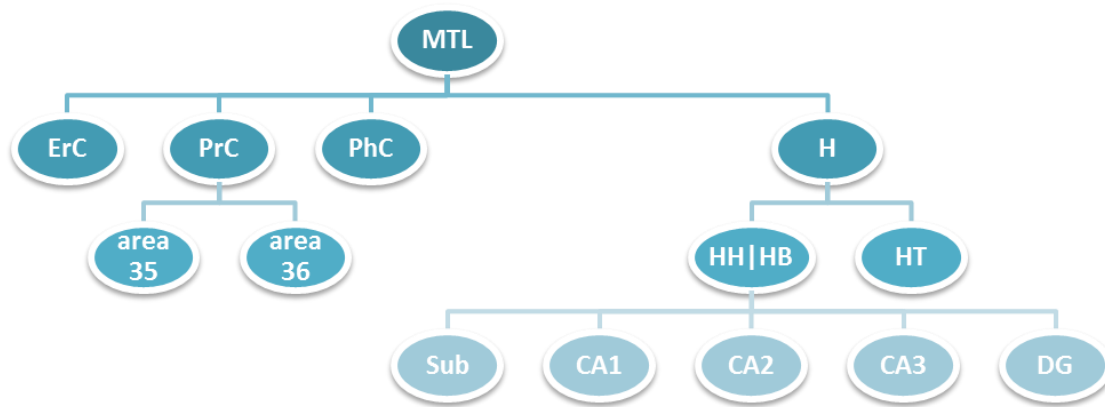 MTL
ErC
PrC
PhC
H
area
35
area
36
HH|HB
HT
Sub
CA1
CA2
CA3
DG